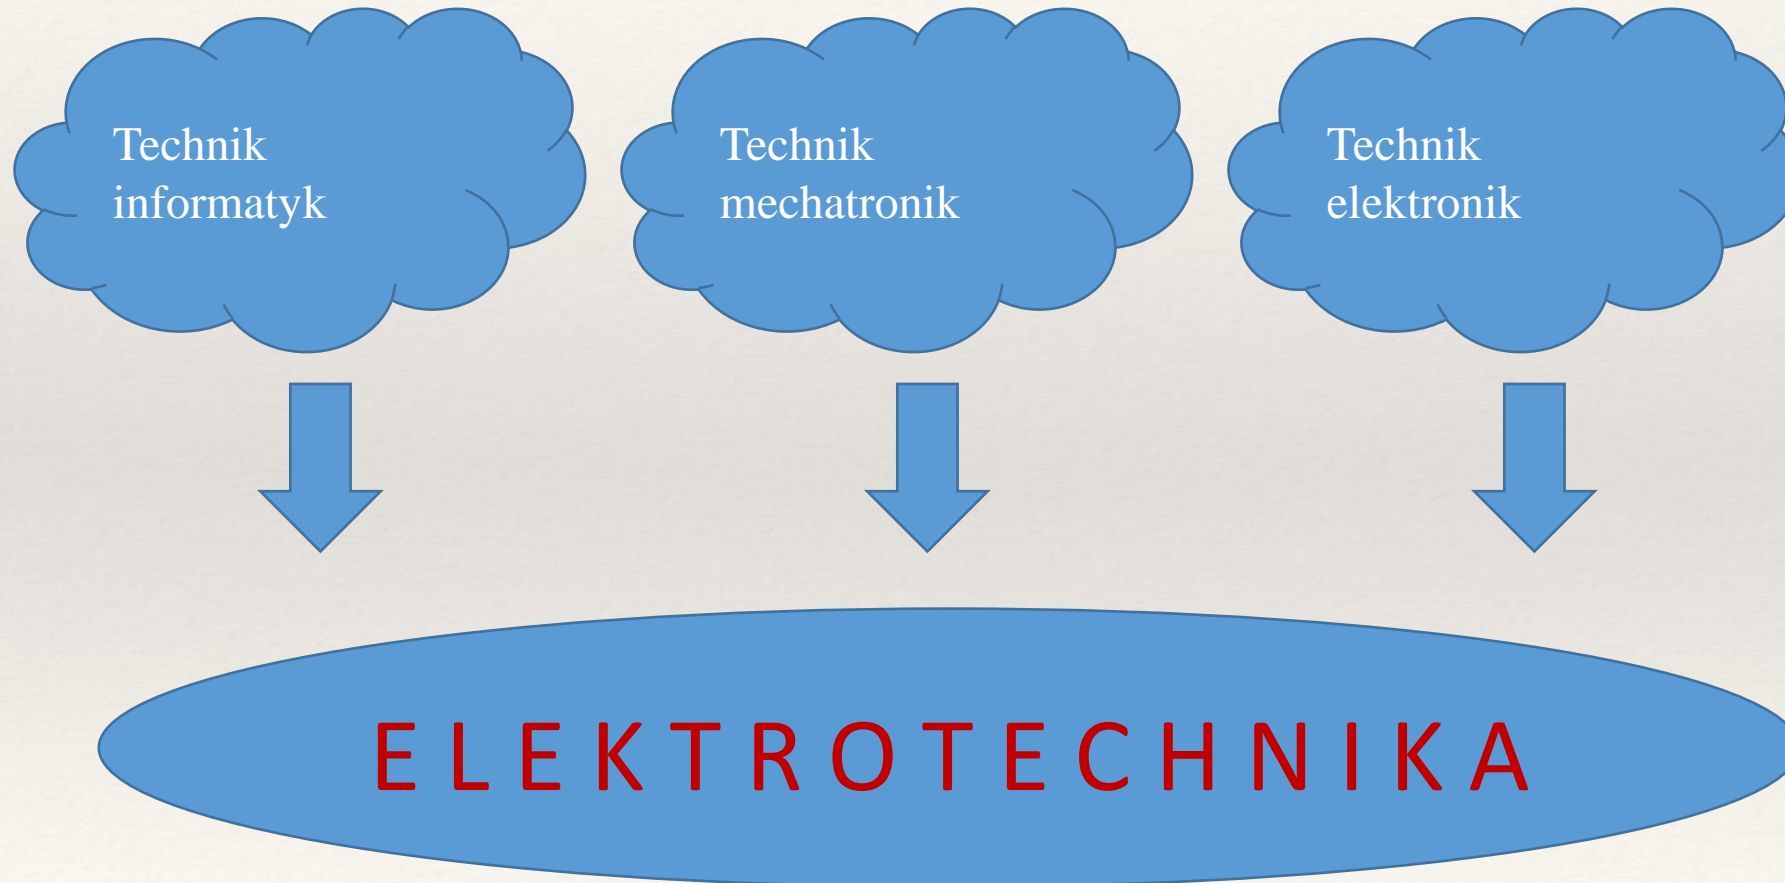 Technik
informatyk
Technik
mechatronik
Technik
elektronik
E L E K T R O T E C H N I K A